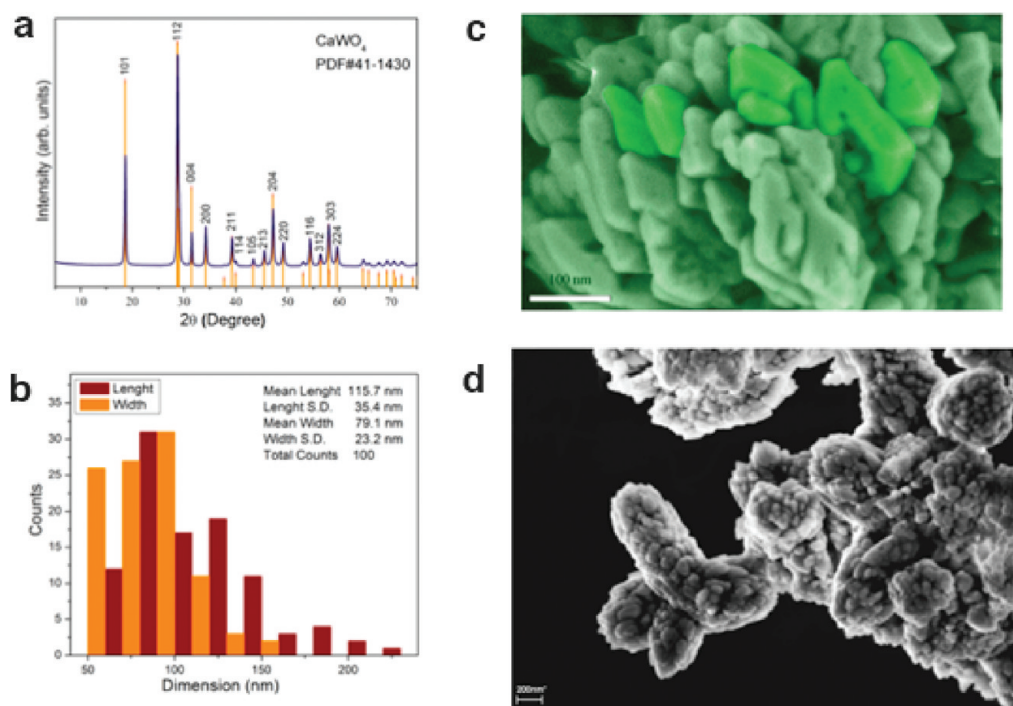 a
CaWO4
PDF#41-1430
101
112
004
200
211
114
105
213
204
220
116
312
303
224
Intensity (arb. units)
10 20 30 40 50 60 70
2θ (Degree)
b
Lenght
Width
Mean Lenght 115.7 nm
Lenght S.D. 35.4 nm
Mean Width 79.1 nm
Width S.D. 23.2 nm
Total Counts 100
Counts
35
30
25
20
15
10
5
0
50 100 150 200
Dimension (nm)
c
100 nm
d
200nm